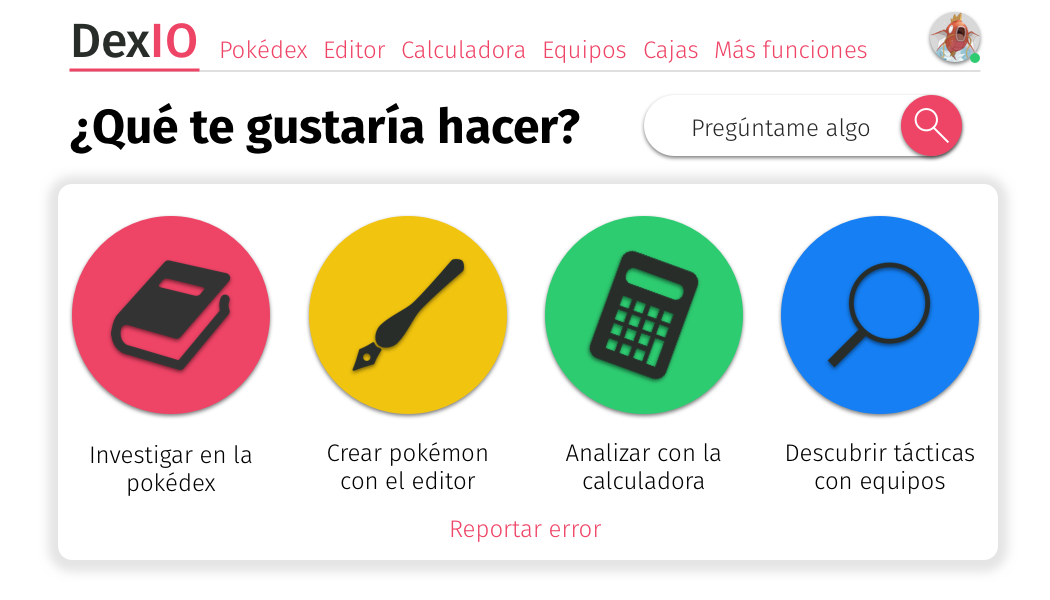 DexIO Pokédex Editor Calculadora Equipos Cajas Más funciones
¿Qué te gustaría hacer?
Pregúntame algo
Investigar en la
pokédex
Crear pokémon
con el editor
Analizar con la
calculadora
Descubrir tácticas
con equipos
Reportar error